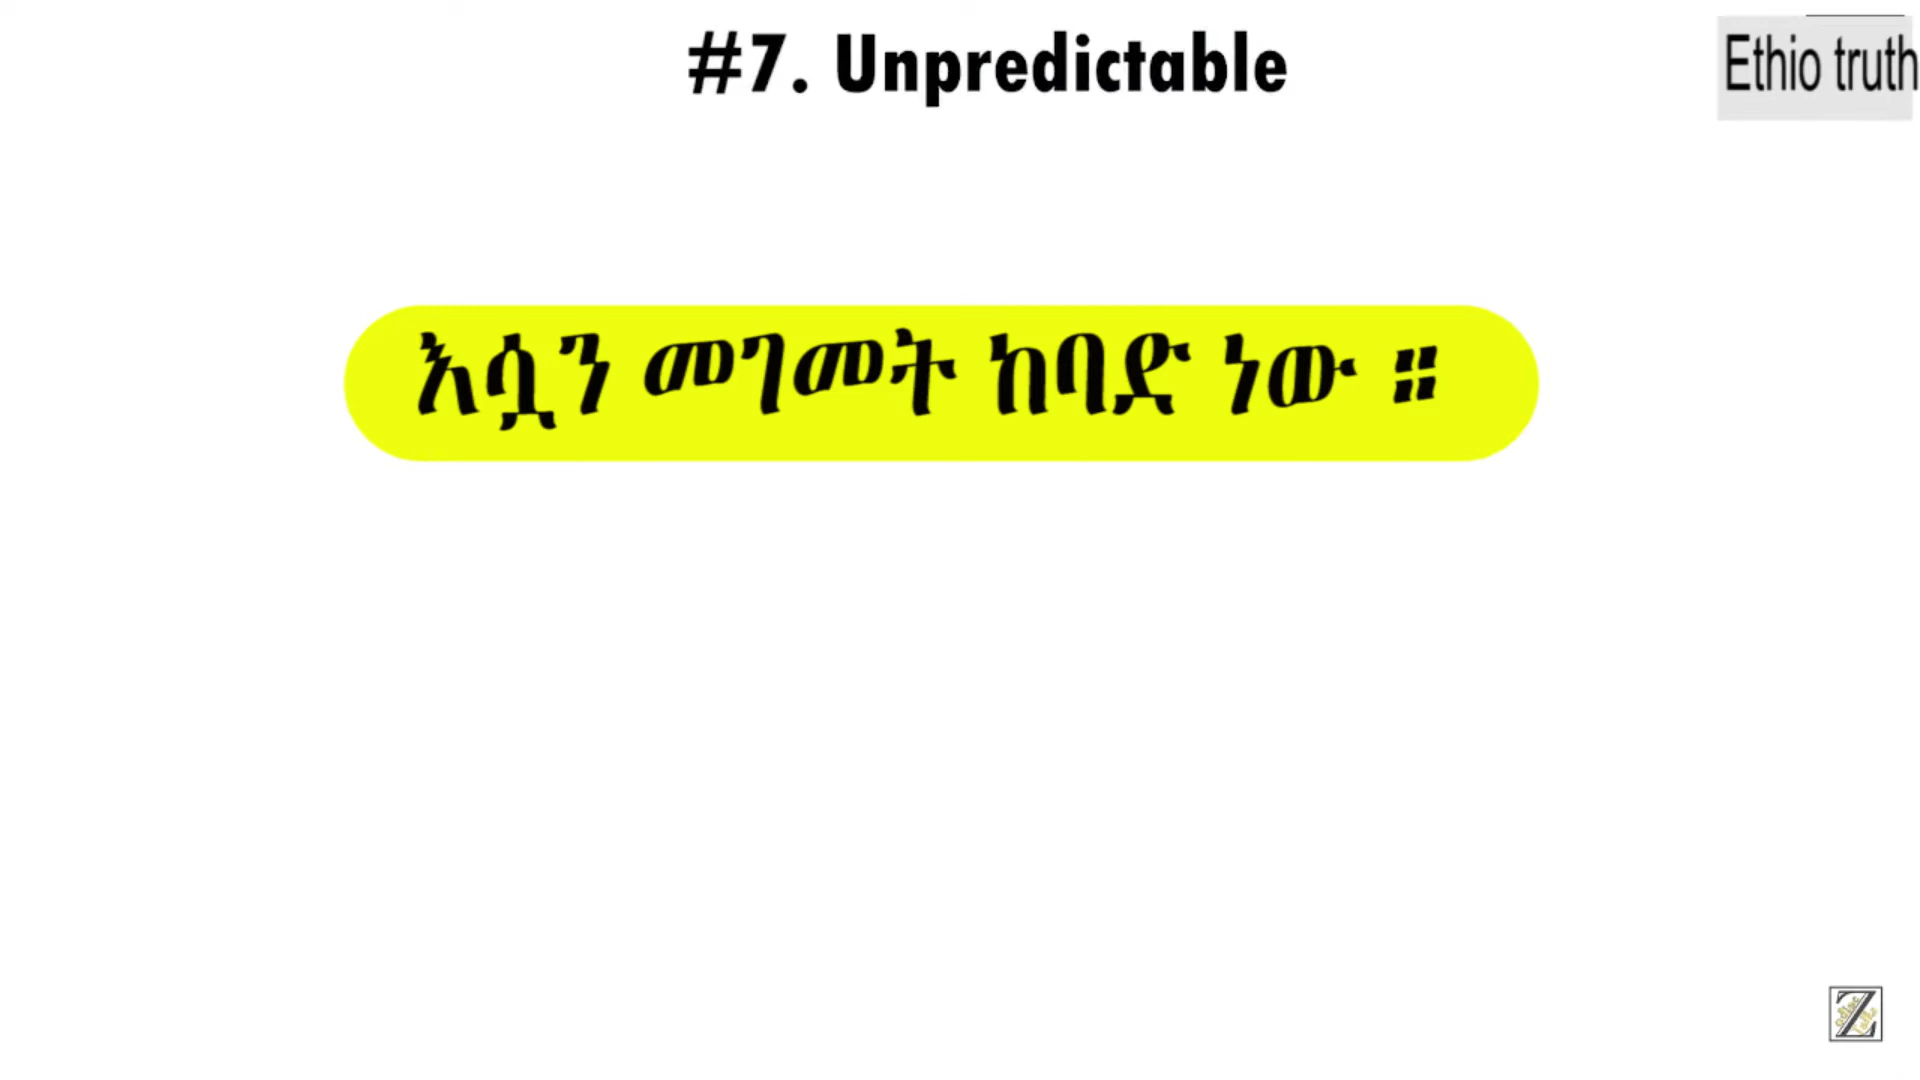 #7. Unpredictable
Ethio truth
እሷን መገመት ከባድ ነው ።